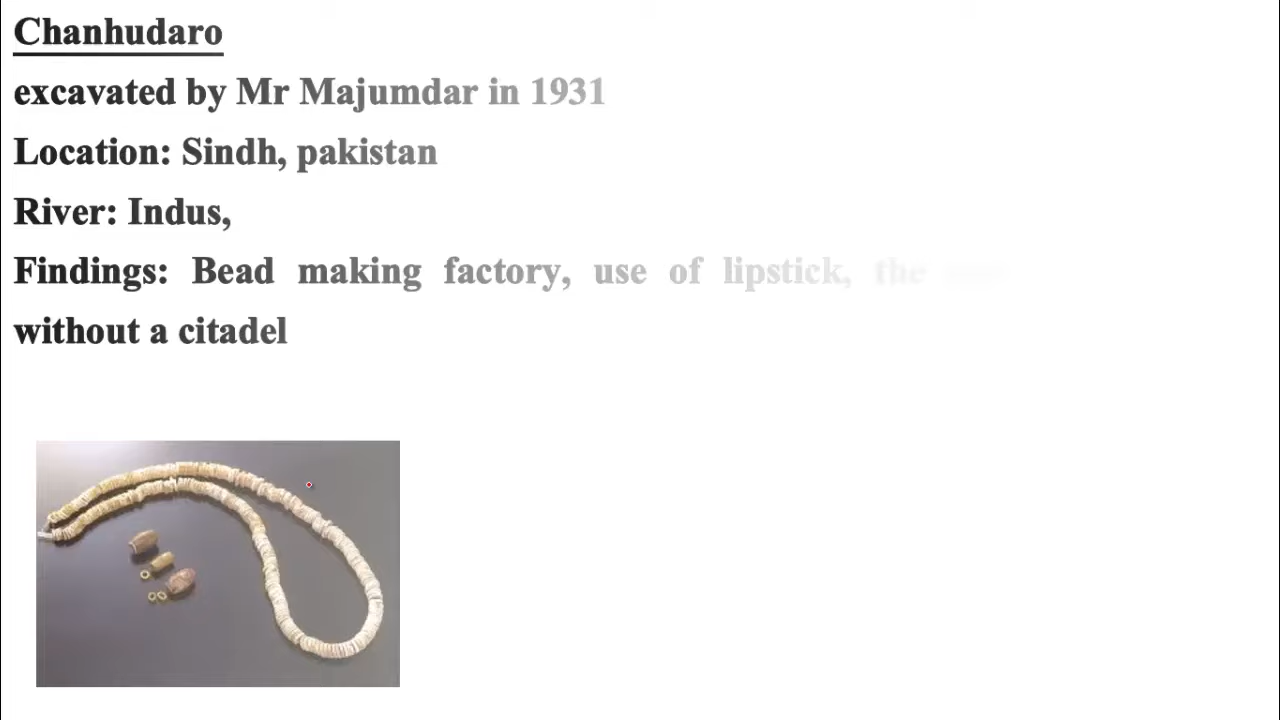 Chanhudaro
excavated by Mr Majumdar in 1931
Location: Sindh, pakistan
River: Indus,
Findings: Bead making factory, use of lipstick, the
without a citadel